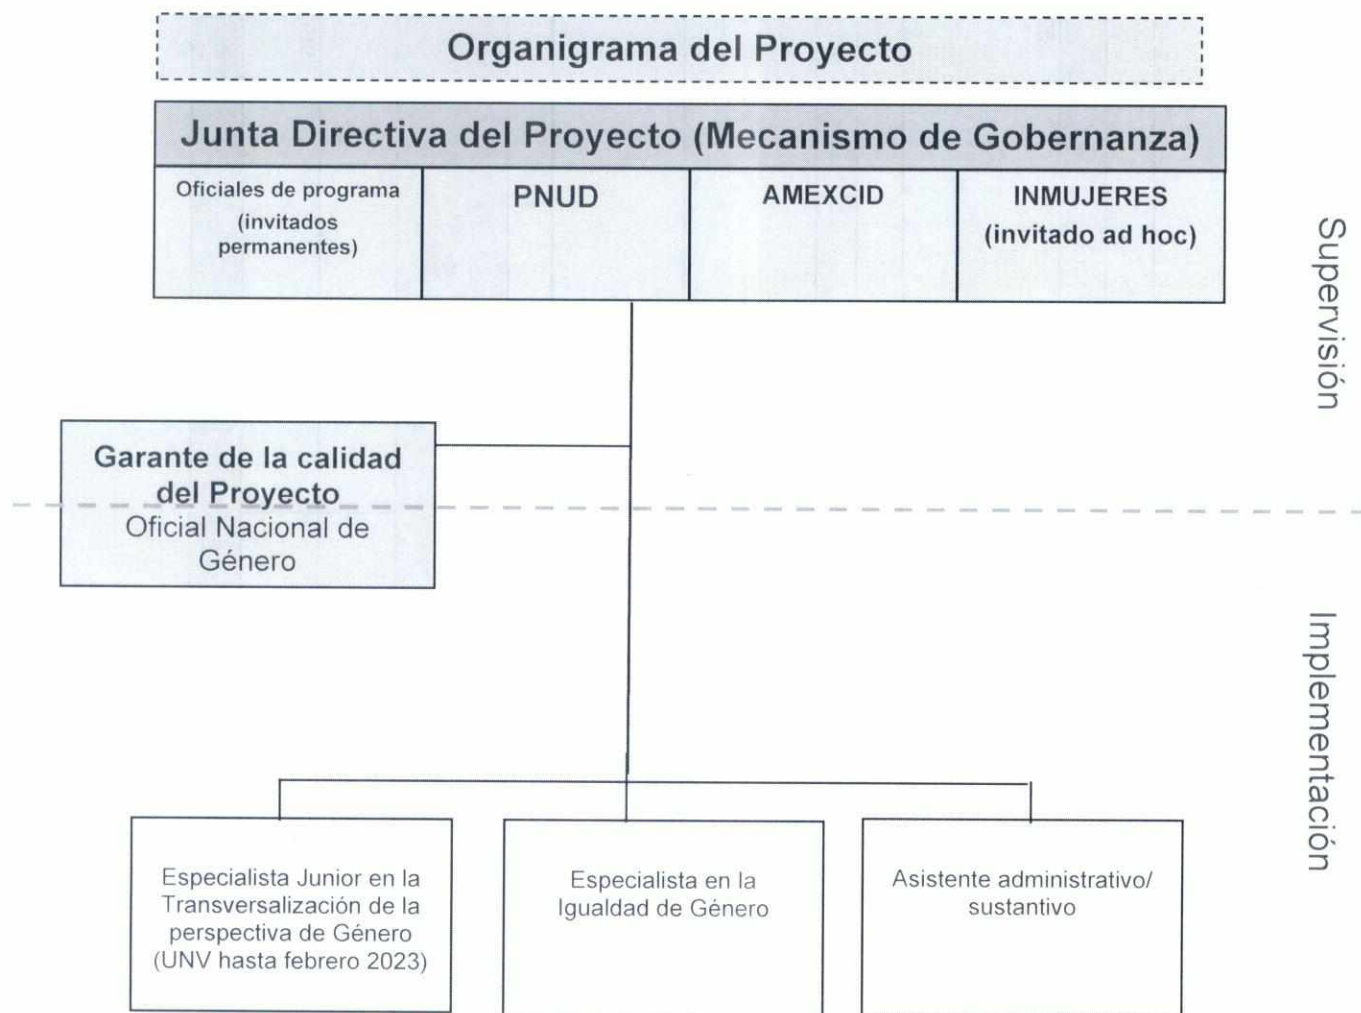 Organigrama del Proyecto
Junta Directiva del Proyecto (Mecanismo de Gobernanza)
Oficiales de programa
(invitados
permanentes)
PNUD
AMEXCID
INMUJERES
(invitado ad hoc)
Supervisión
Garante de la calidad
del Proyecto
Oficial Nacional de
Género
Implementación
Especialista Junior en la
Transversalización de la
perspectiva de Género
(UNV hasta febrero 2023)
Especialista en la
Igualdad de Género
Asistente administrativo/
sustantivo